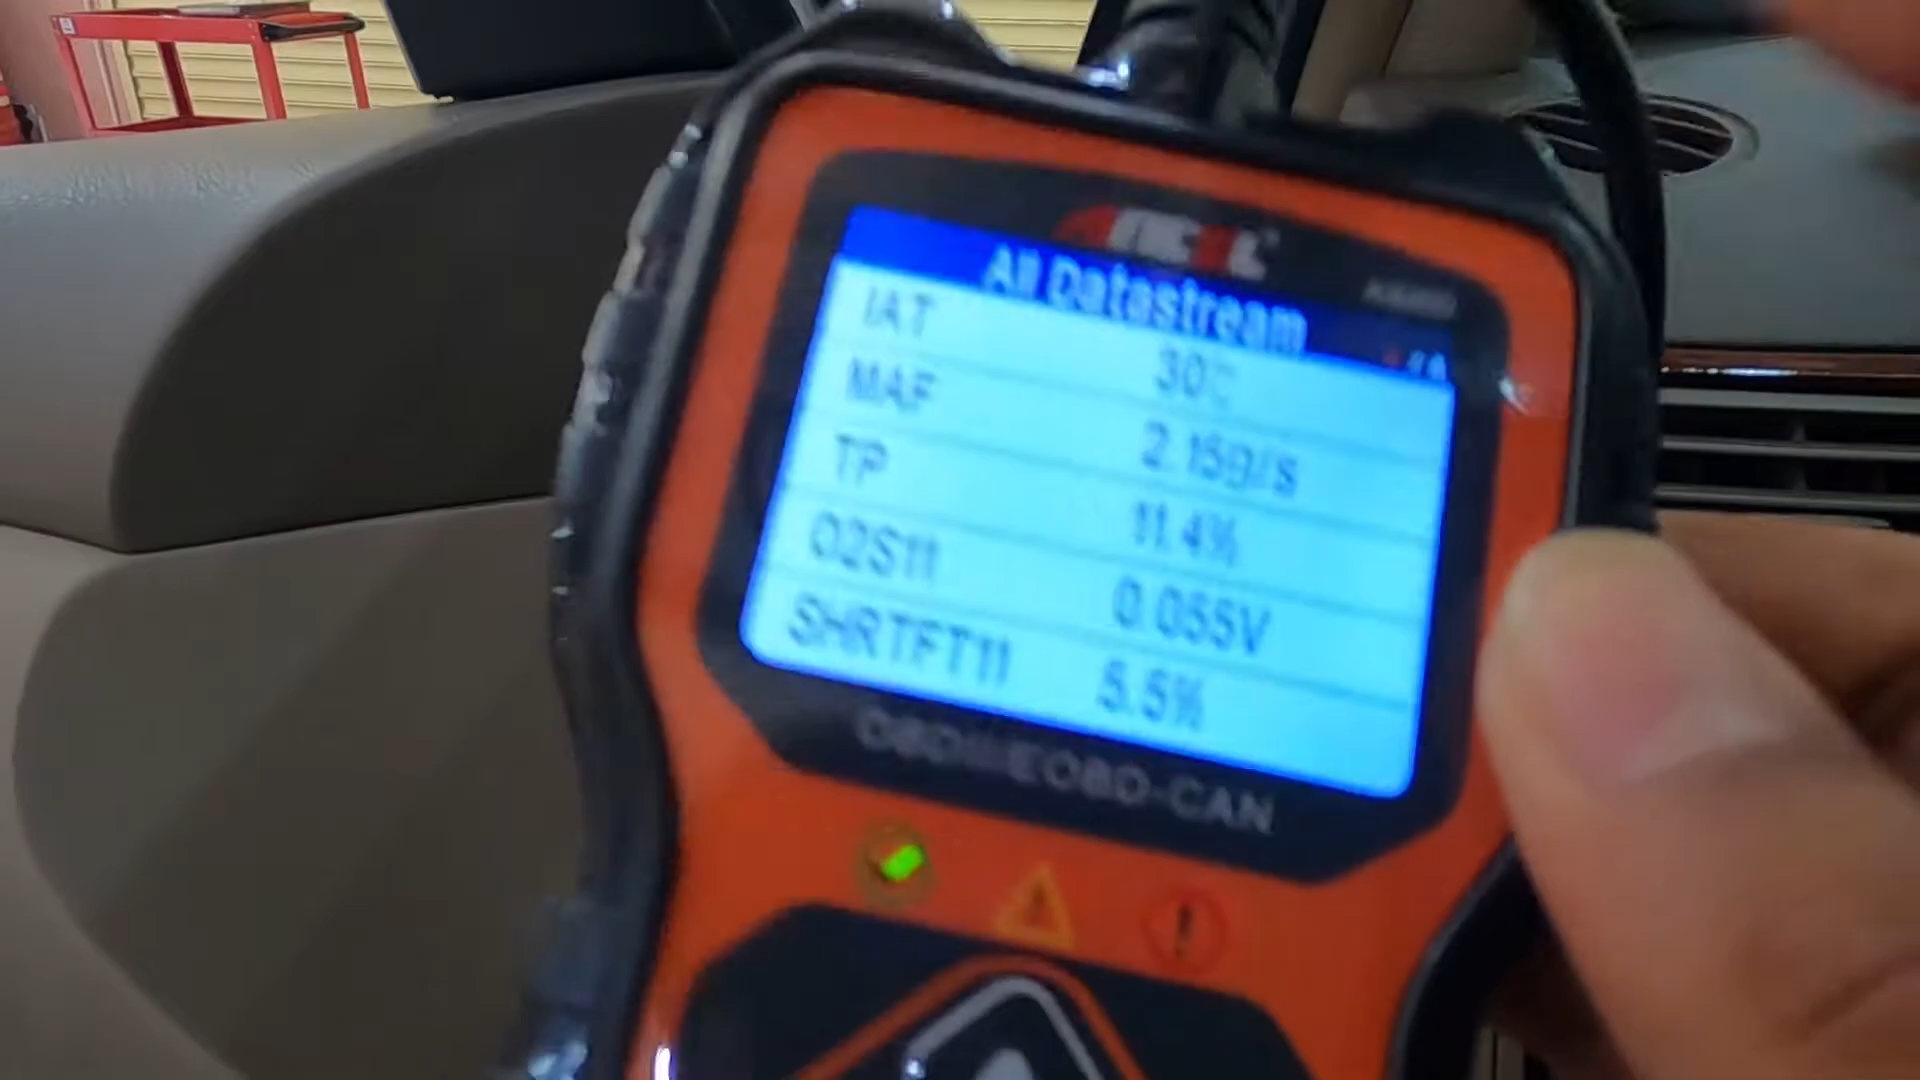 ANCEL
All Datastream
IAT 30℃
MAF 2.15g/s
TP 11.4%
O2S11 0.055V
SHRTFT11 5.5%
OBDII/EOBD-CAN